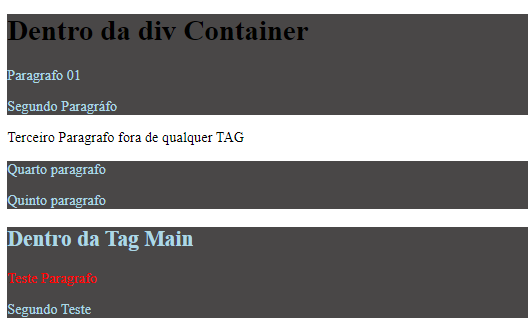 Dentro da div Container
Paragrafo 01
Segundo Paragráfo
Terceiro Paragrafo fora de qualquer TAG
Quarto paragrafo
Quinto paragrafo
Dentro da Tag Main
Teste Paragrafo
Segundo Teste